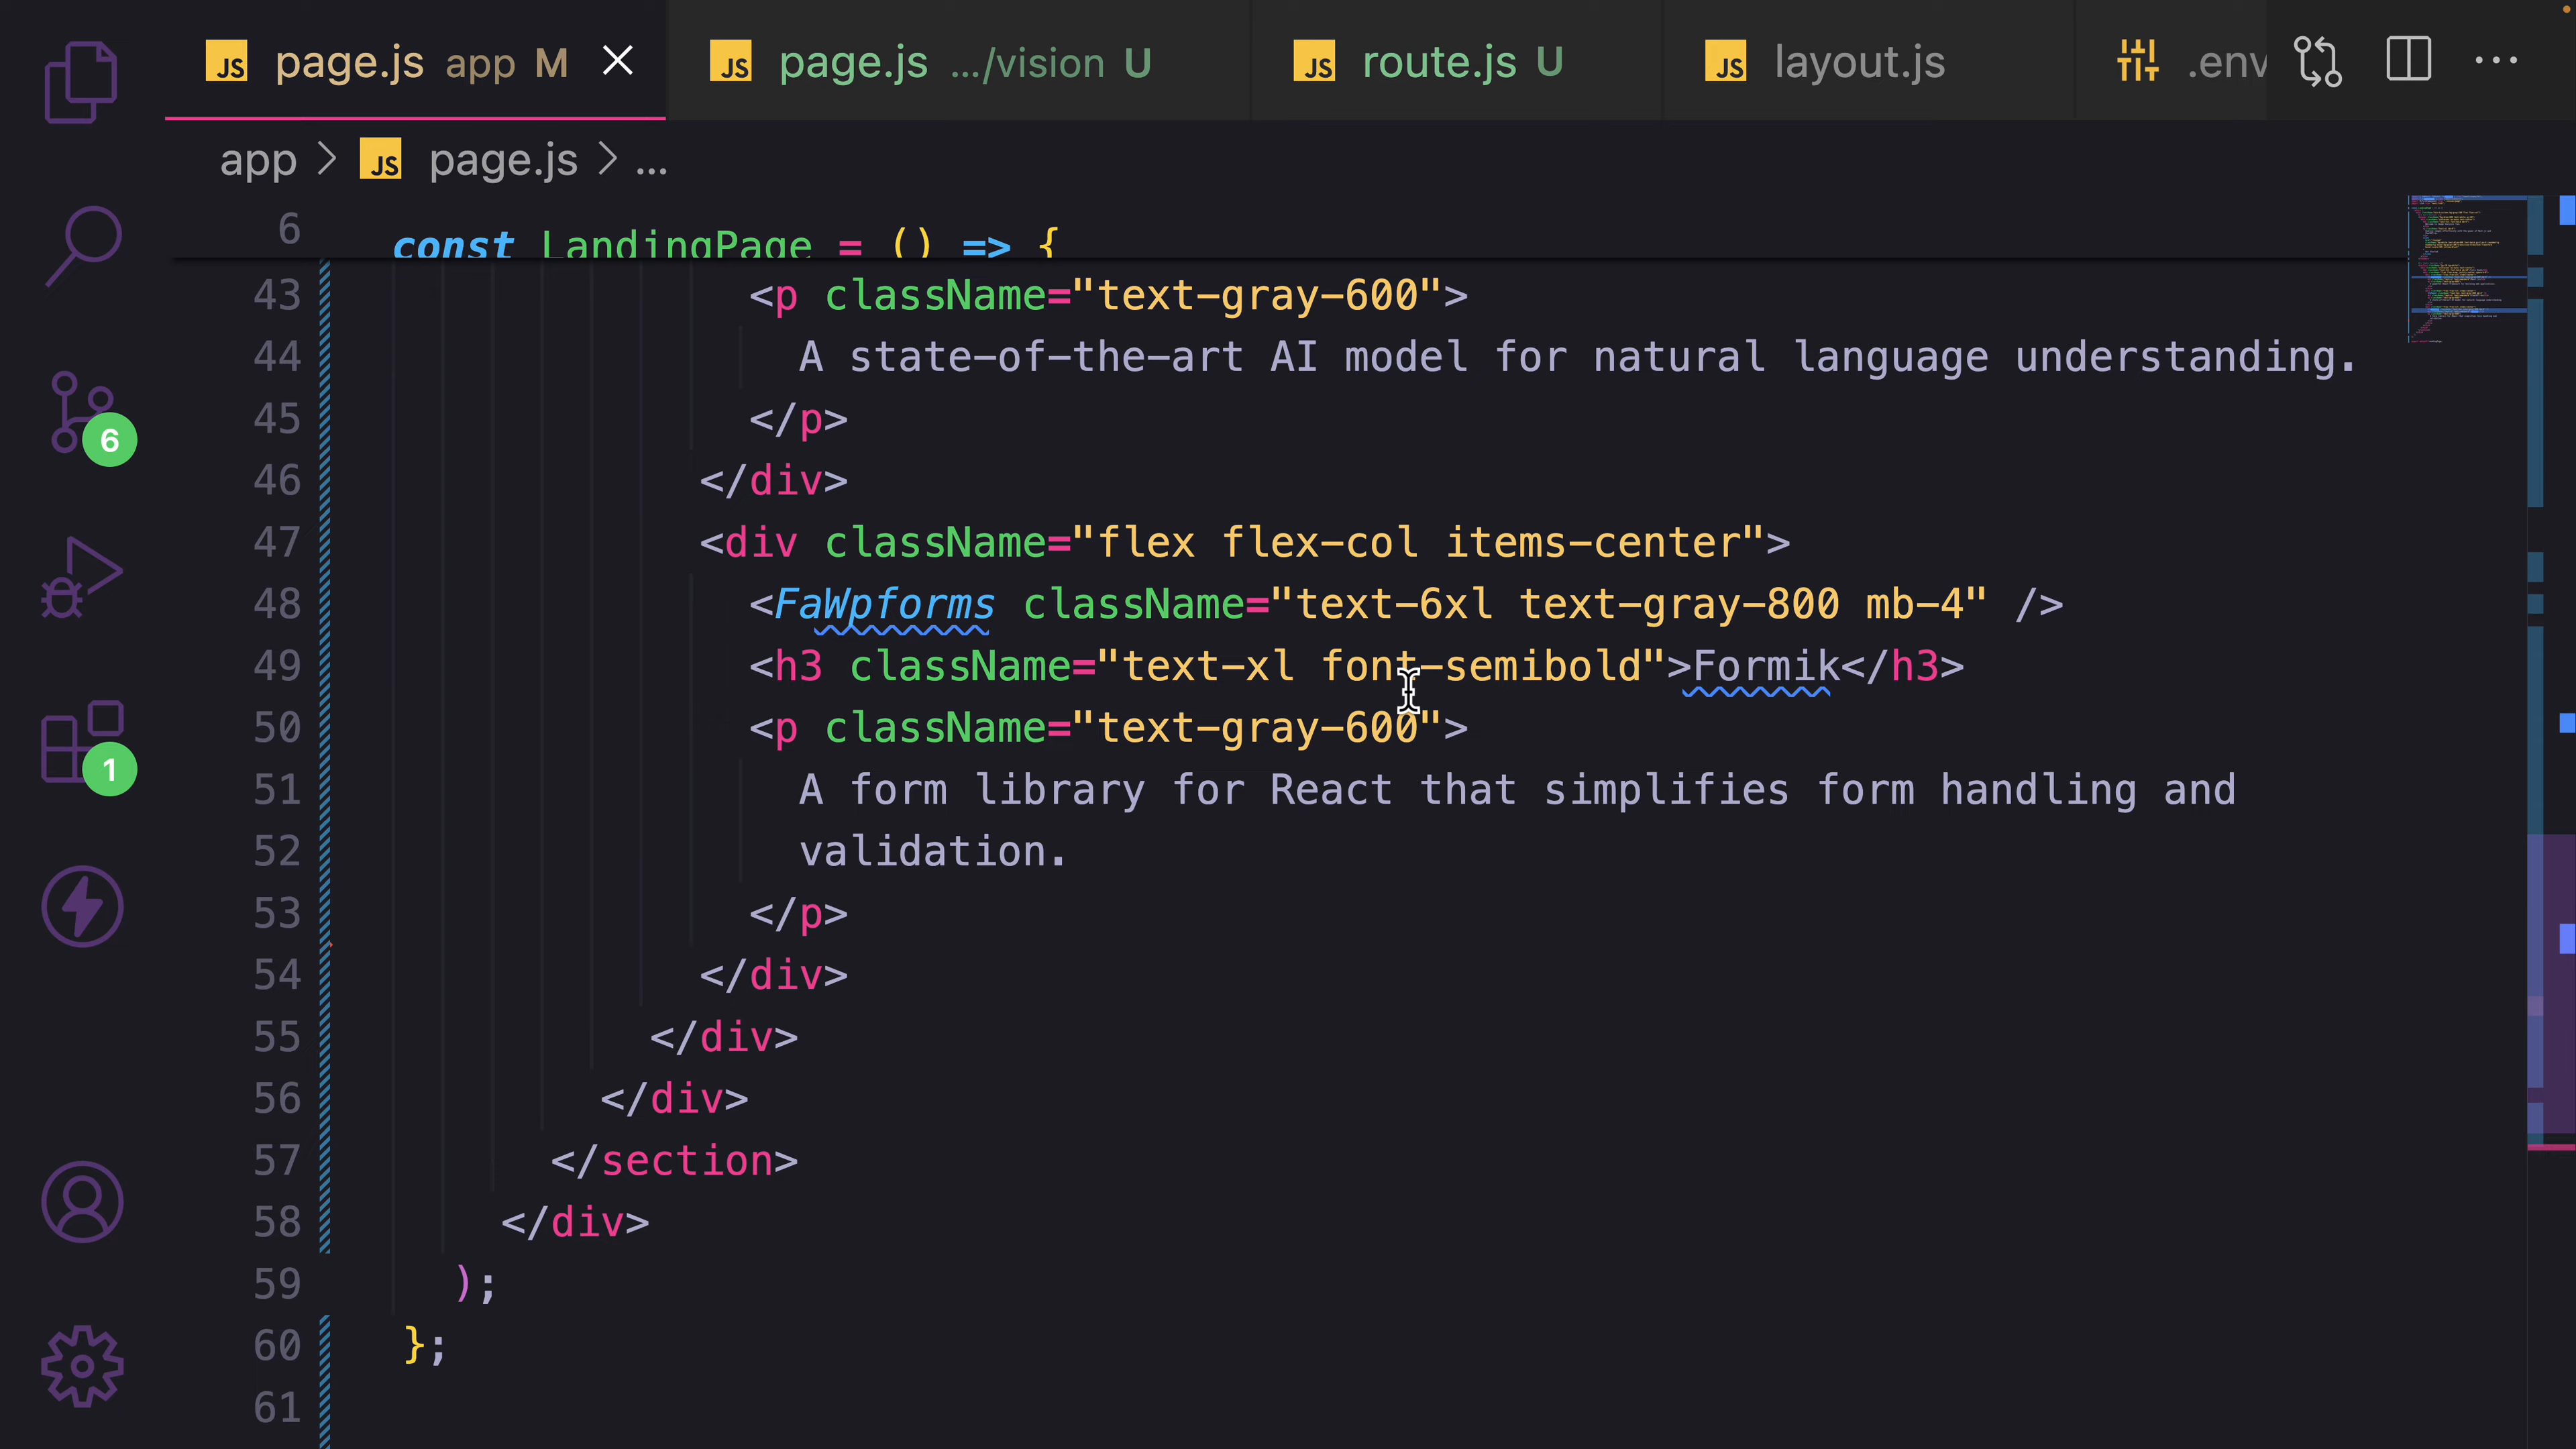 JS page.js app M
JS page.js .../vision U
JS route.js U
JS layout.js
.env
app > JS page.js > ...
6 const LandingPage = () => {
43 <p className="text-gray-600">
44 A state-of-the-art AI model for natural language understanding.
45 </p>
46 </div>
47 <div className="flex flex-col items-center">
48 <FaWpforms className="text-6xl text-gray-800 mb-4" />
49 <h3 className="text-xl font-semibold">Formik</h3>
50 <p className="text-gray-600">
51 A form library for React that simplifies form handling and
52 validation.
53 </p>
54 </div>
55 </div>
56 </div>
57 </section>
58 </div>
59 );
60 };
61
6
1